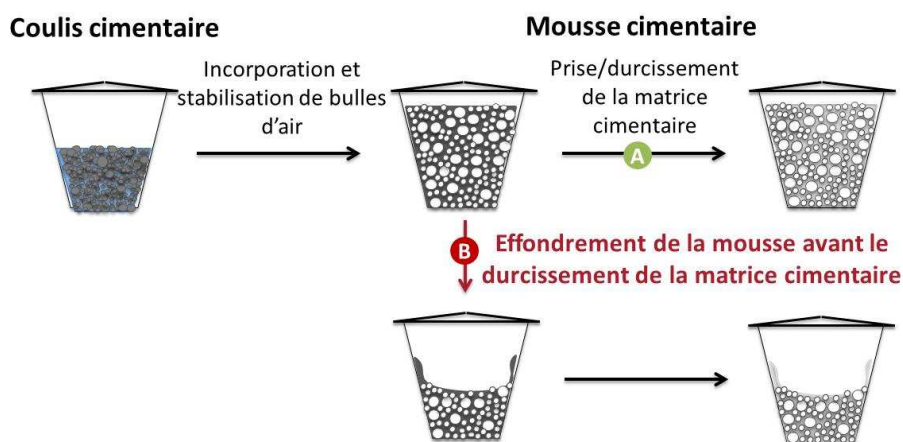 Coulis cimentaire
Incorporation et
stabilisation de bulles
d'air
Mousse cimentaire
Prise/durcissement
de la matrice
cimentaire
A
B
Effondrement de la mousse avant le
durcissement de la matrice cimentaire